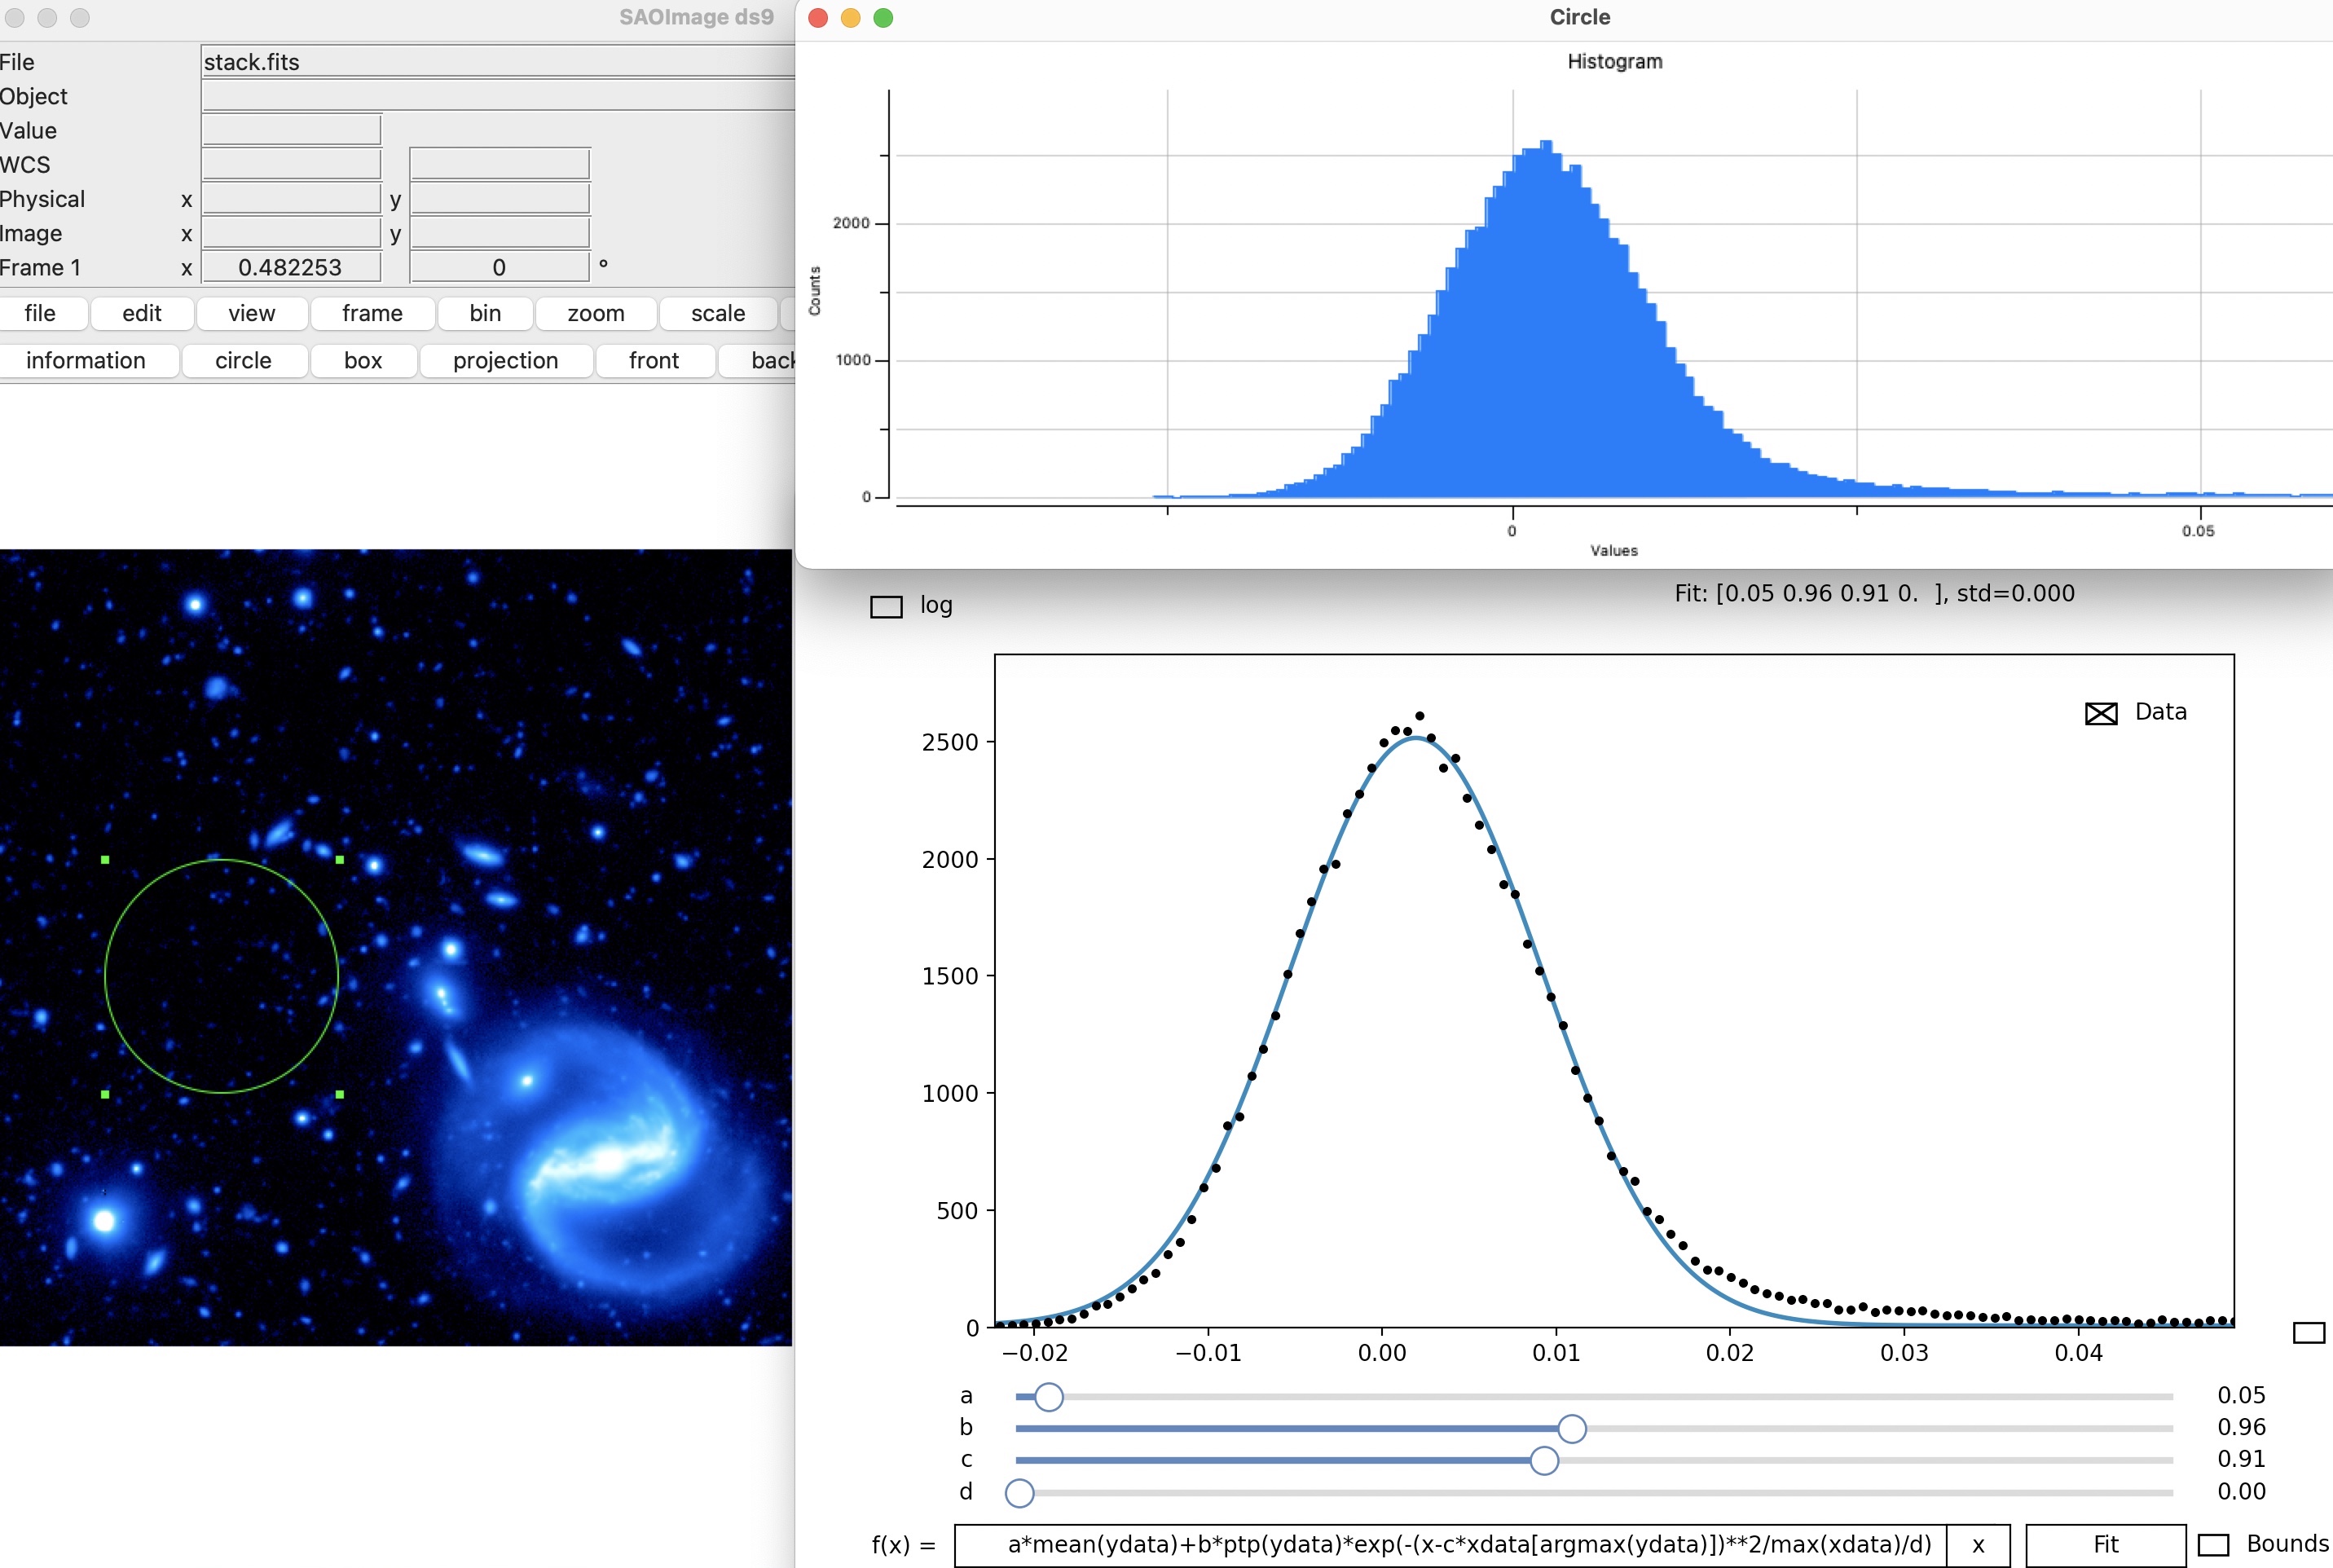 SAOImage ds9
File stack.fits
Object
Value
WCS
Physical x y
Image x y
Frame 1 x 0.482253 0 °
file edit view frame bin zoom scale
information circle box projection front back
Circle
Histogram
Counts
2000
1000
0
0 0.05
Values
log
Fit: [0.05 0.96 0.91 0. ], std=0.000
Data
2500
2000
1500
1000
500
0
−0.02 −0.01 0.00 0.01 0.02 0.03 0.04
a 0.05
b 0.96
c 0.91
d 0.00
f(x) = a*mean(ydata)+b*ptp(ydata)*exp(-(x-c*xdata[argmax(ydata)])**2/max(xdata)/d) x Fit Bounds